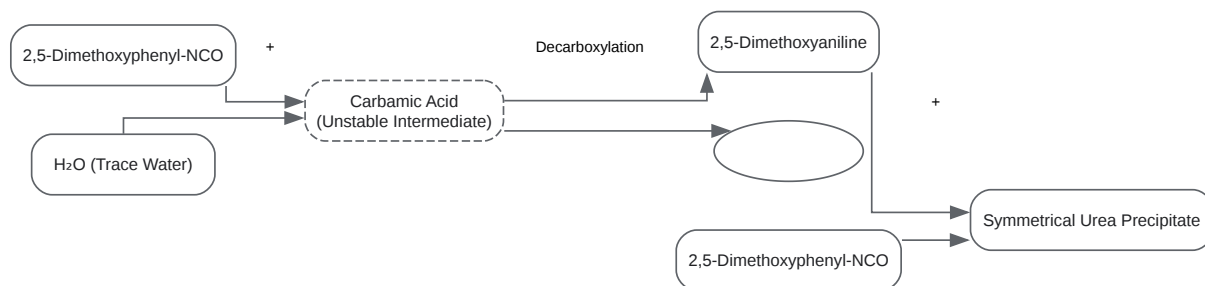 2,5-Dimethoxyphenyl-NCO
+
Decarboxylation
2,5-Dimethoxyaniline
Carbamic Acid
(Unstable Intermediate)
+
H₂O (Trace Water)
Symmetrical Urea Precipitate
2,5-Dimethoxyphenyl-NCO